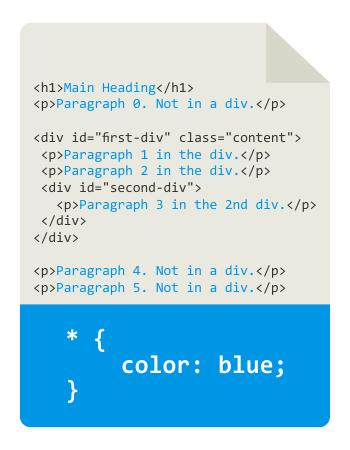 <h1>Main Heading</h1>
<p>Paragraph 0. Not in a div.</p>
<div id="first-div" class="content">
<p>Paragraph 1 in the div.</p>
<p>Paragraph 2 in the div.</p>
<div id="second-div">
<p>Paragraph 3 in the 2nd div.</p>
</div>
</div>
<p>Paragraph 4. Not in a div.</p>
<p>Paragraph 5. Not in a div.</p>
* {
color: blue;
}